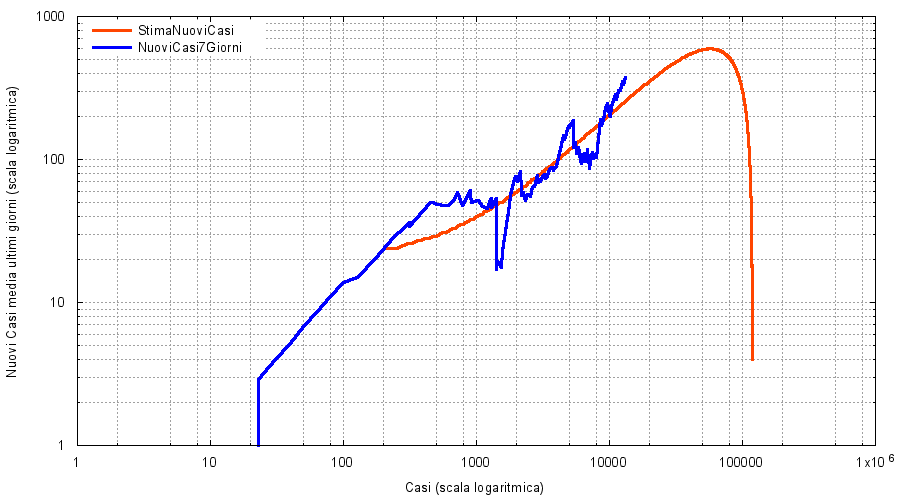 1000
StimaNuoviCasi
NuoviCasi7Giorni
100
10
1
Nuovi Casi media ultimi giorni (scala logaritmica)
1 10 100 1000 10000 100000 1x10 6
Casi (scala logaritmica)